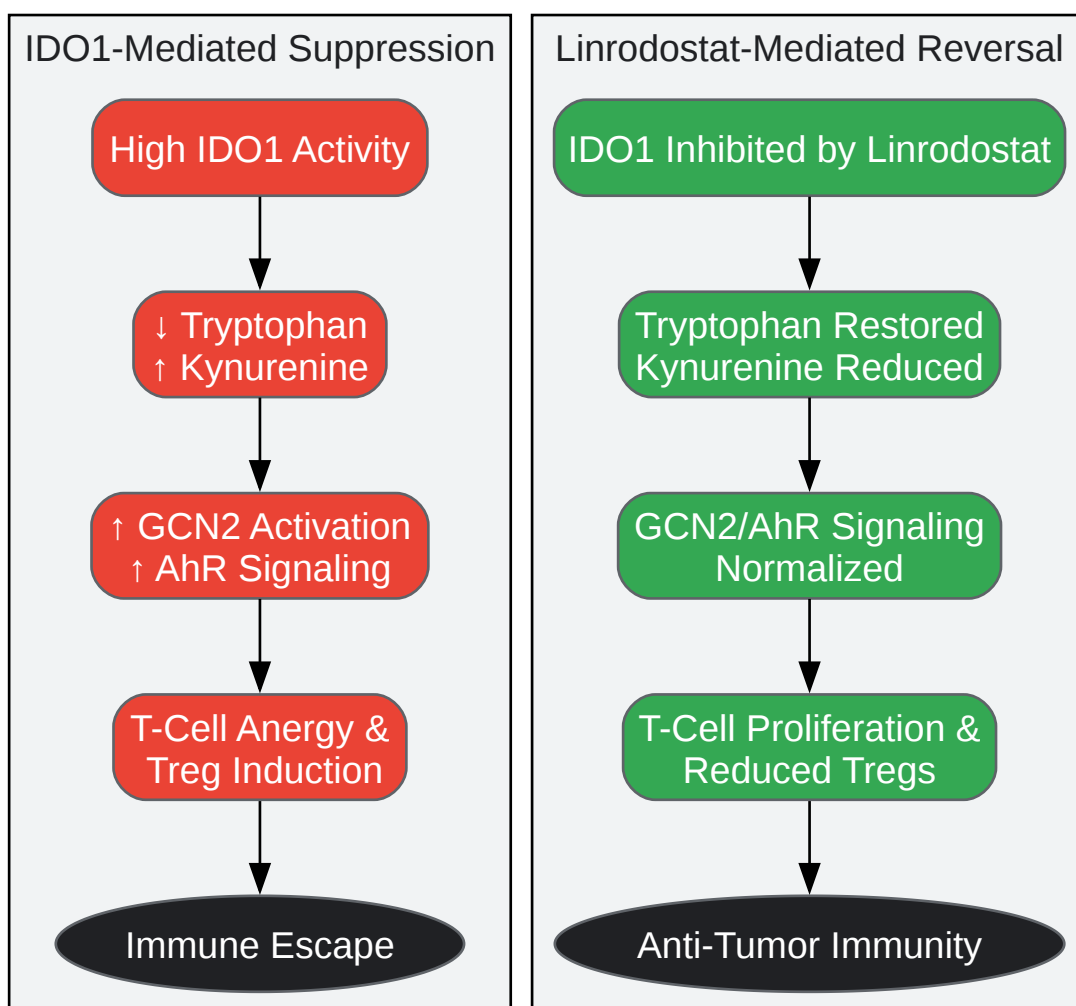 IDO1-Mediated Suppression
High IDO1 Activity
↓ Tryptophan
↑ Kynurenine
↑ GCN2 Activation
↑ AhR Signaling
T-Cell Anergy &
Treg Induction
Immune Escape
Linrodostat-Mediated Reversal
IDO1 Inhibited by Linrodostat
Tryptophan Restored
Kynurenine Reduced
GCN2/AhR Signaling
Normalized
T-Cell Proliferation &
Reduced Tregs
Anti-Tumor Immunity